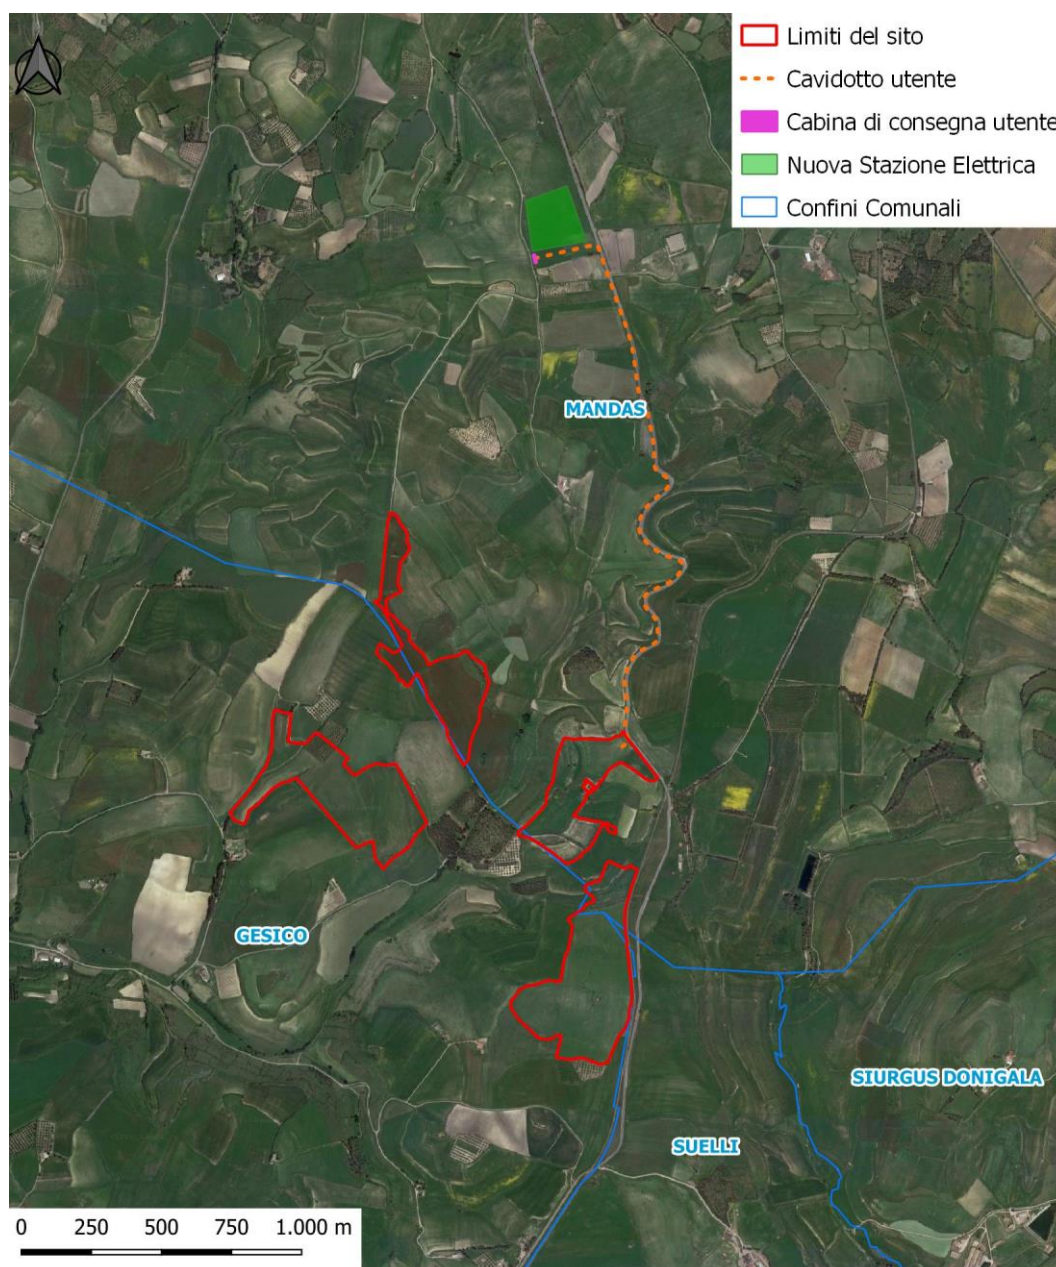 Limiti del sito
Cavidotto utente
Cabina di consegna utente
Nuova Stazione Elettrica
Confini Comunali
MANDAS
GESICO
SIURGUS DONIGALA
SUELLI
0 250 500 750 1.000 m